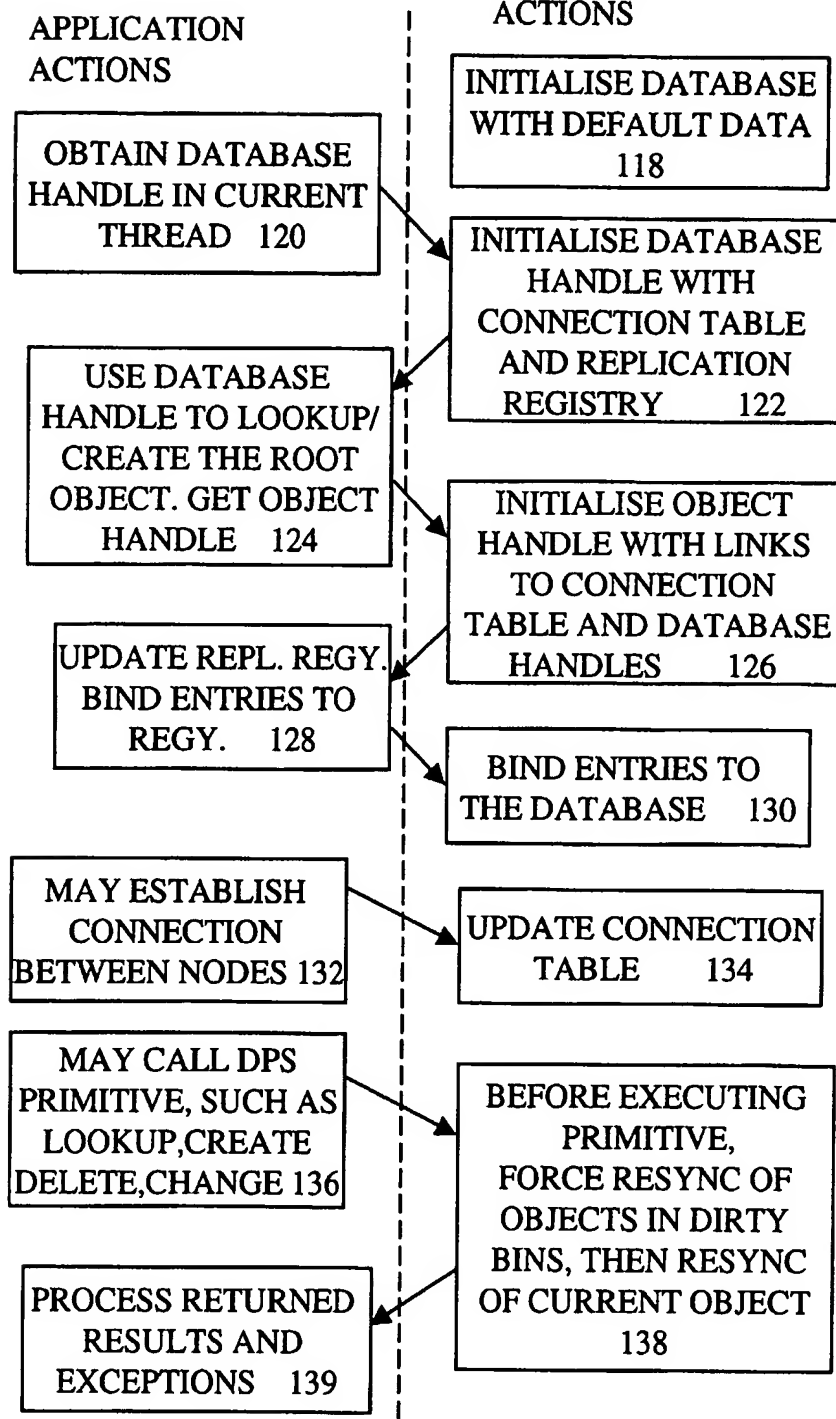 APPLICATION
ACTIONS
ACTIONS
INITIALISE DATABASE
WITH DEFAULT DATA
118
OBTAIN DATABASE
HANDLE IN CURRENT
THREAD 120
INITIALISE DATABASE
HANDLE WITH
CONNECTION TABLE
AND REPLICATION
REGISTRY 122
USE DATABASE
HANDLE TO LOOKUP/
CREATE THE ROOT
OBJECT. GET OBJECT
HANDLE 124
INITIALISE OBJECT
HANDLE WITH LINKS
TO CONNECTION
TABLE AND DATABASE
HANDLES 126
UPDATE REPL. REGY.
BIND ENTRIES TO
REGY. 128
BIND ENTRIES TO
THE DATABASE 130
MAY ESTABLISH
CONNECTION
BETWEEN NODES 132
UPDATE CONNECTION
TABLE 134
MAY CALL DPS
PRIMITIVE, SUCH AS
LOOKUP,CREATE
DELETE,CHANGE 136
BEFORE EXECUTING
PRIMITIVE,
FORCE RESYNC OF
OBJECTS IN DIRTY
BINS, THEN RESYNC
OF CURRENT OBJECT
138
PROCESS RETURNED
RESULTS AND
EXCEPTIONS 139